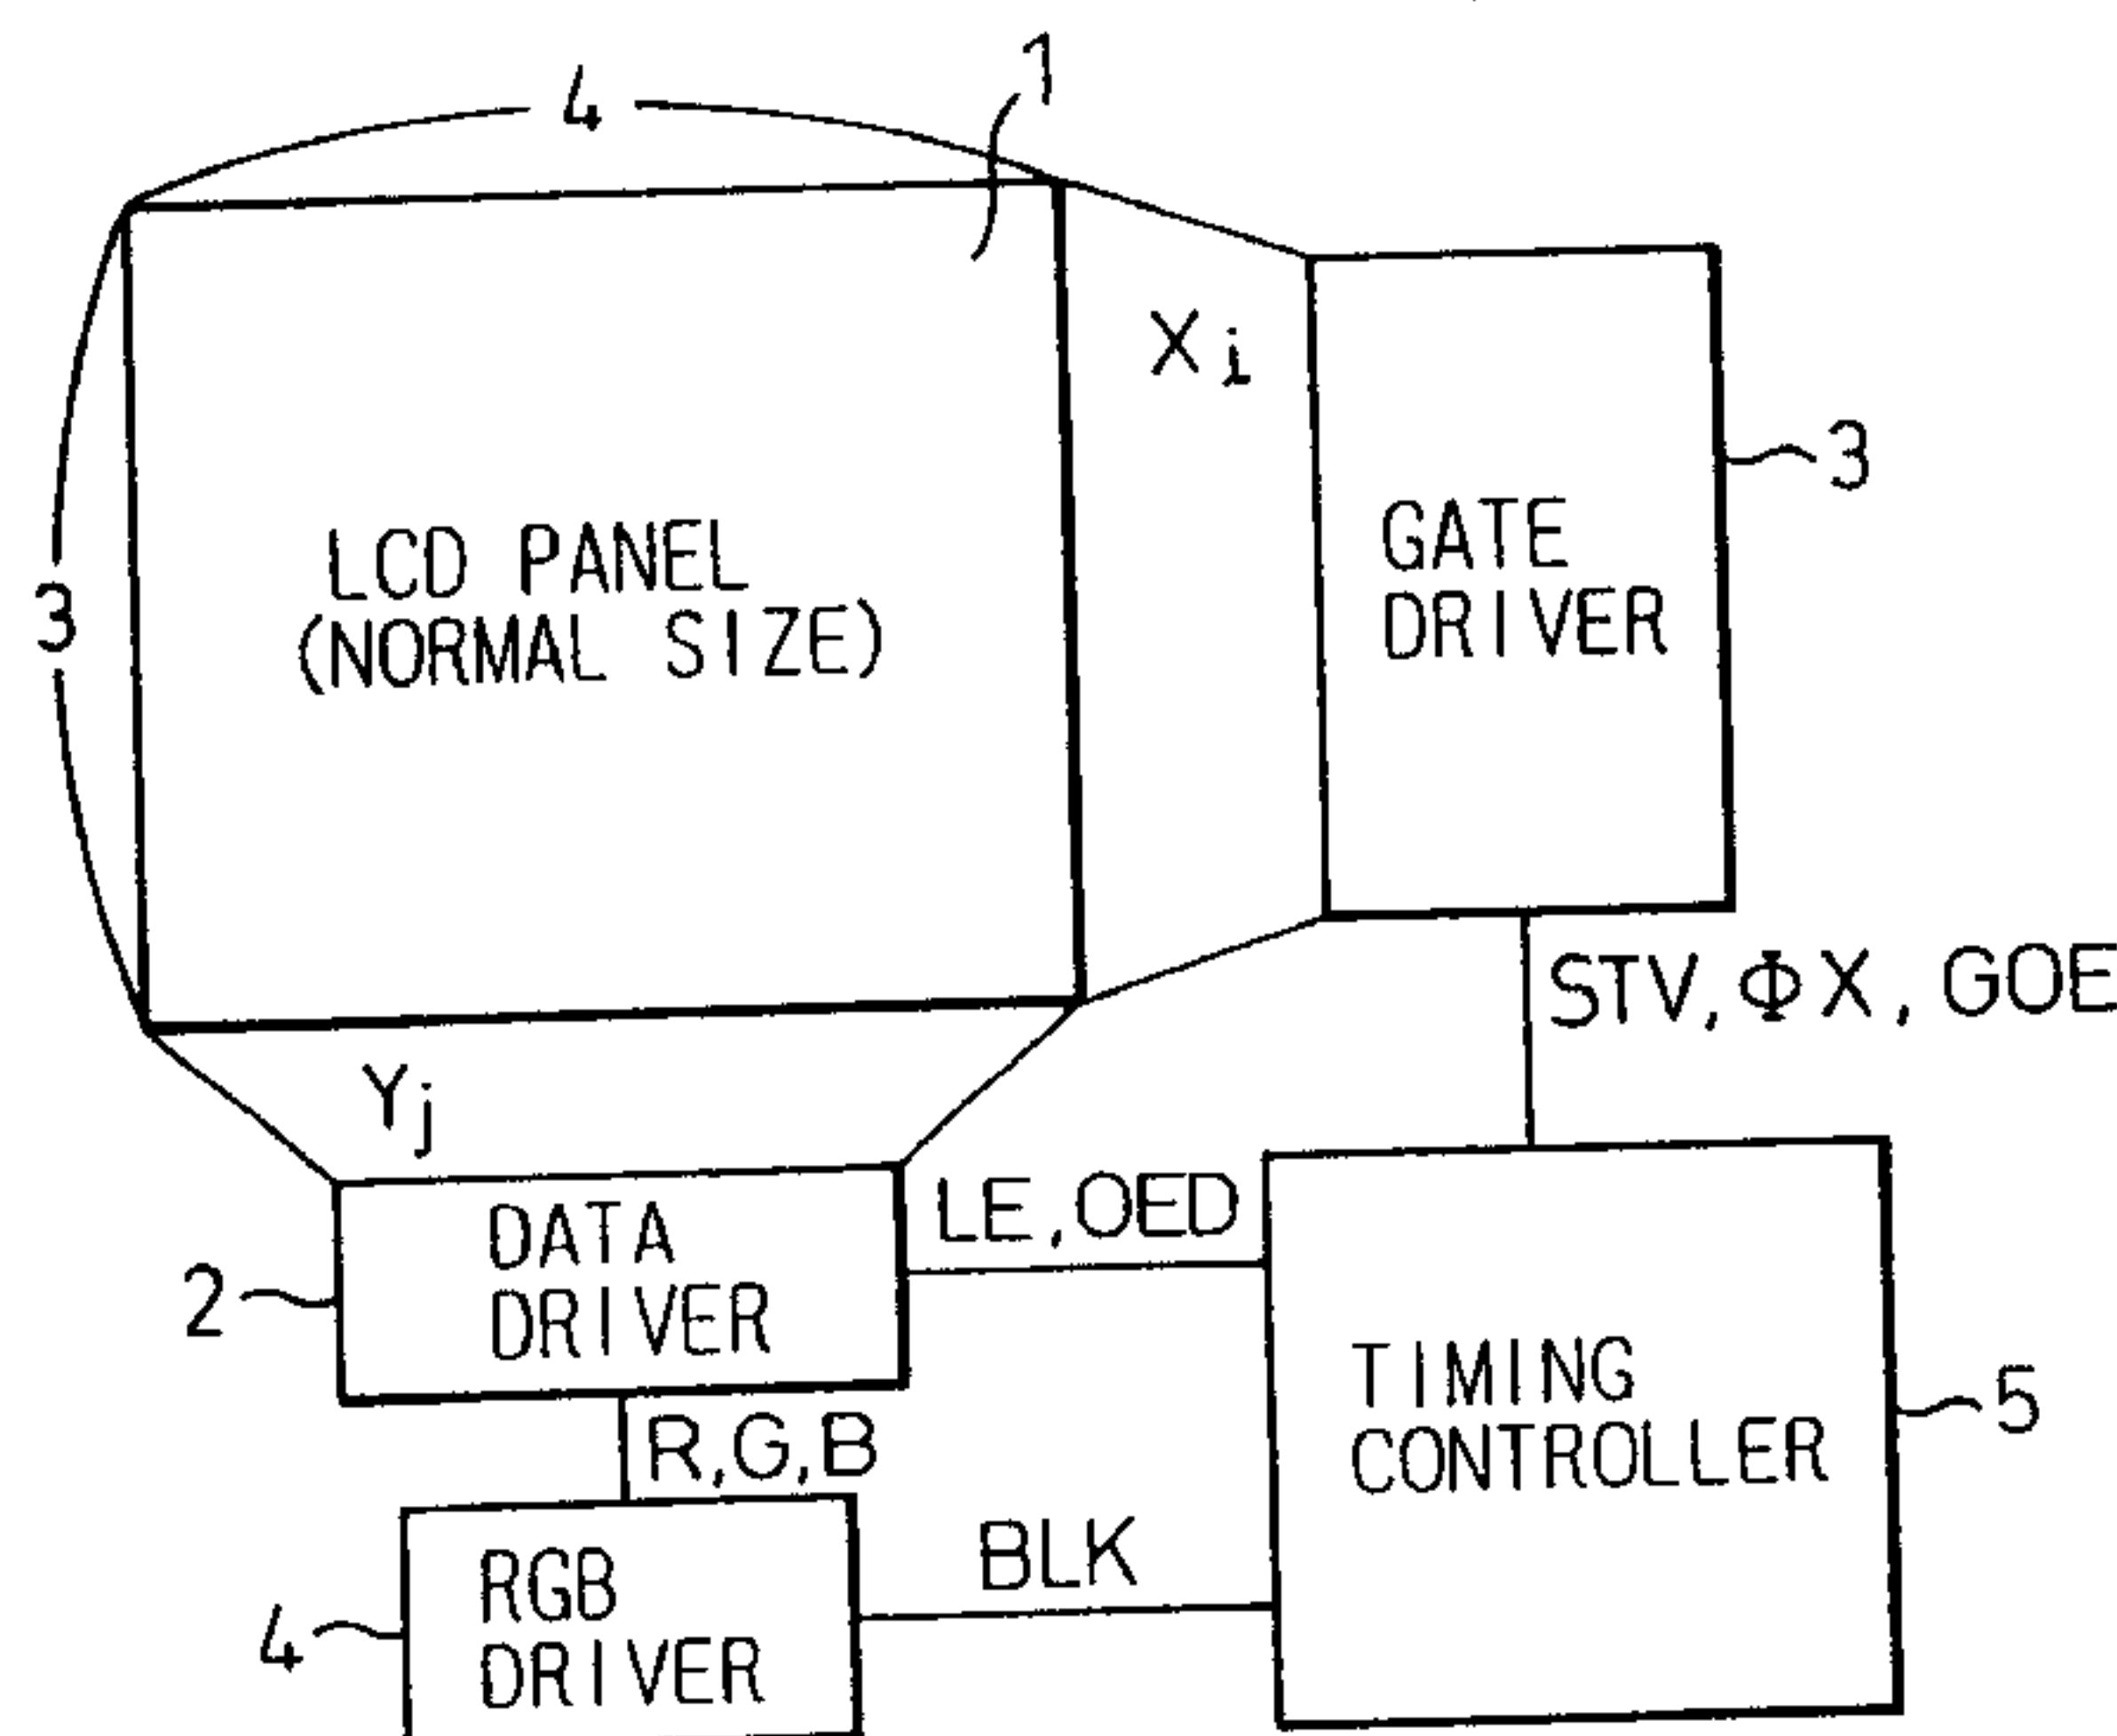 4
1
Xi
3
LCD PANEL
(NORMAL SIZE)
3
GATE
DRIVER
STV, ΦX, GOE
Yj
DATA
DRIVER
2
LE, OED
R, G, B
TIMING
CONTROLLER
5
BLK
RGB
DRIVER
4